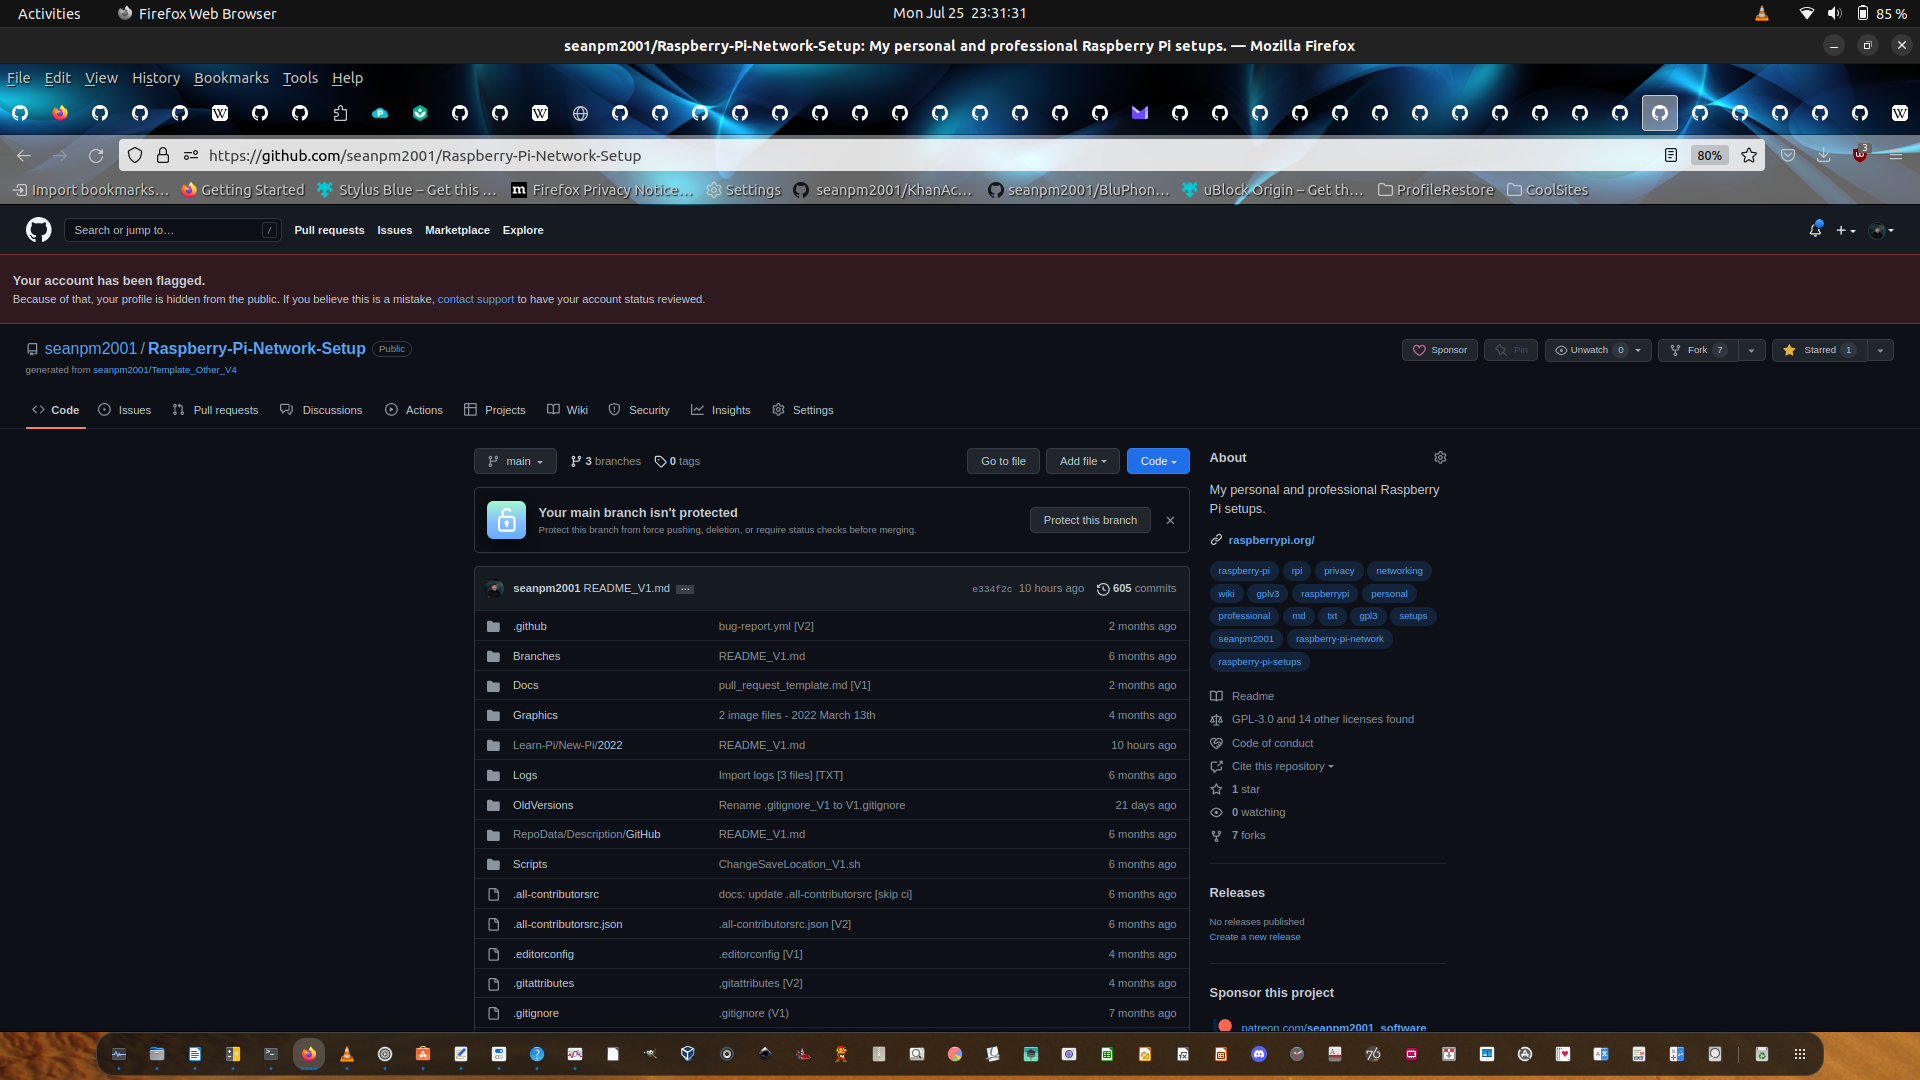 Activities Firefox Web Browser Mon Jul 25 23:31:31 85 %
seanpm2001/Raspberry-Pi-Network-Setup: My personal and professional Raspberry Pi setups. — Mozilla Firefox
File Edit View History Bookmarks Tools Help
https://github.com/seanpm2001/Raspberry-Pi-Network-Setup 80% 3
Import bookmarks… Getting Started Stylus Blue – Get this … Firefox Privacy Notice… Settings seanpm2001/KhanAc… seanpm2001/BluPhon… uBlock Origin – Get th… ProfileRestore CoolSites
Search or jump to… / Pull requests Issues Marketplace Explore
Your account has been flagged.
Because of that, your profile is hidden from the public. If you believe this is a mistake, contact support to have your account status reviewed.
seanpm2001 / Raspberry-Pi-Network-Setup Public Sponsor Pin Unwatch 0 Fork 7 Starred 1
generated from seanpm2001/Template_Other_V4
Code Issues Pull requests Discussions Actions Projects Wiki Security Insights Settings
main 3 branches 0 tags Go to file Add file Code
Your main branch isn't protected
Protect this branch from force pushing, deletion, or require status checks before merging.
Protect this branch
seanpm2001 README_V1.md ... e334f2c 10 hours ago 605 commits
.github bug-report.yml [V2] 2 months ago
Branches README_V1.md 6 months ago
Docs pull_request_template.md [V1] 2 months ago
Graphics 2 image files - 2022 March 13th 4 months ago
Learn-Pi/New-Pi/2022 README_V1.md 10 hours ago
Logs Import logs [3 files] [TXT] 6 months ago
OldVersions Rename .gitignore_V1 to V1.gitignore 21 days ago
RepoData/Description/GitHub README_V1.md 6 months ago
Scripts ChangeSaveLocation_V1.sh 6 months ago
.all-contributorsrc docs: update .all-contributorsrc [skip ci] 6 months ago
.all-contributorsrc.json .all-contributorsrc.json [V2] 6 months ago
.editorconfig .editorconfig [V1] 4 months ago
.gitattributes .gitattributes [V2] 4 months ago
.gitignore .gitignore (V1) 7 months ago
About
My personal and professional Raspberry
Pi setups.
raspberrypi.org/
raspberry-pi rpi privacy networking
wiki gplv3 raspberrypi personal
professional md txt gpl3 setups
seanpm2001 raspberry-pi-network
raspberry-pi-setups
Readme
GPL-3.0 and 14 other licenses found
Code of conduct
Cite this repository
1 star
0 watching
7 forks
Releases
No releases published
Create a new release
Sponsor this project
patreon.com/seanpm2001_software